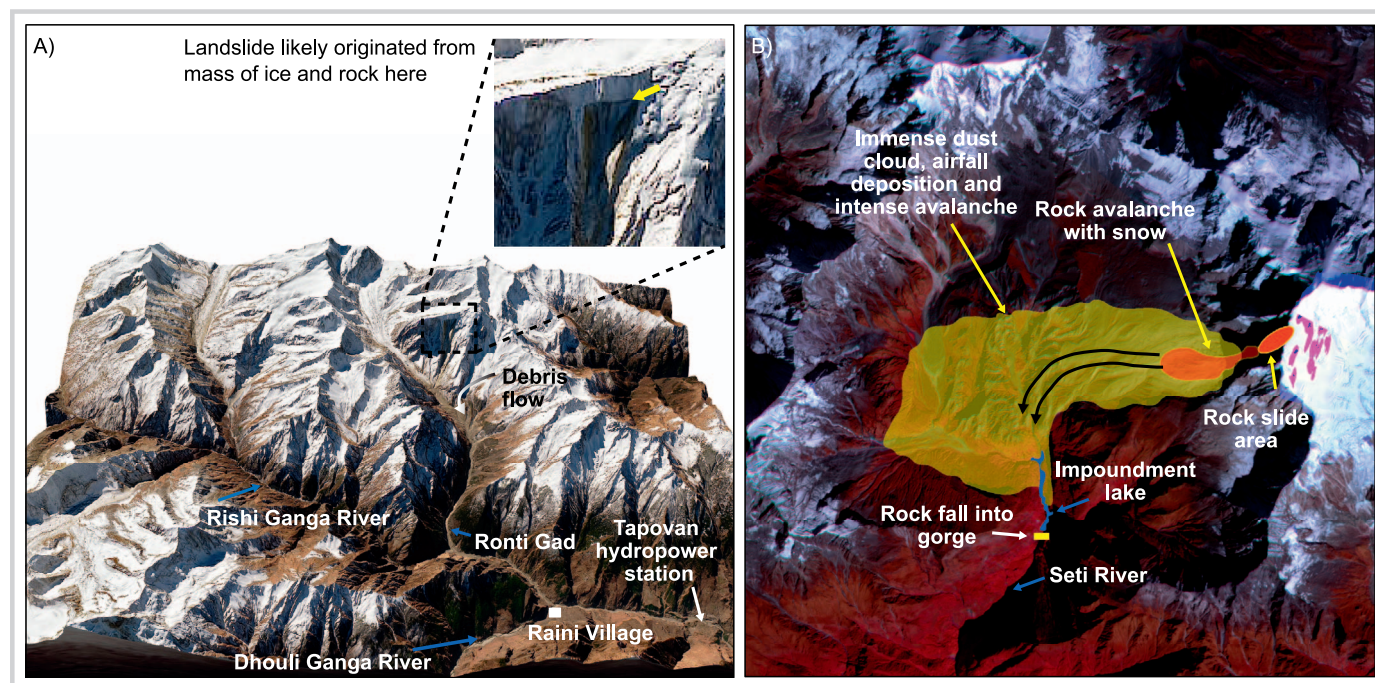 A)
Landslide likely originated from
mass of ice and rock here
Debris
flow
Rishi Ganga River
Ronti Gad
Tapovan
hydropower
station
Raini Village
Dhouli Ganga River
B)
Immense dust
cloud, airfall
deposition and
intense avalanche
Rock avalanche
with snow
Rock slide
area
Impoundment
lake
Rock fall into
gorge
Seti River